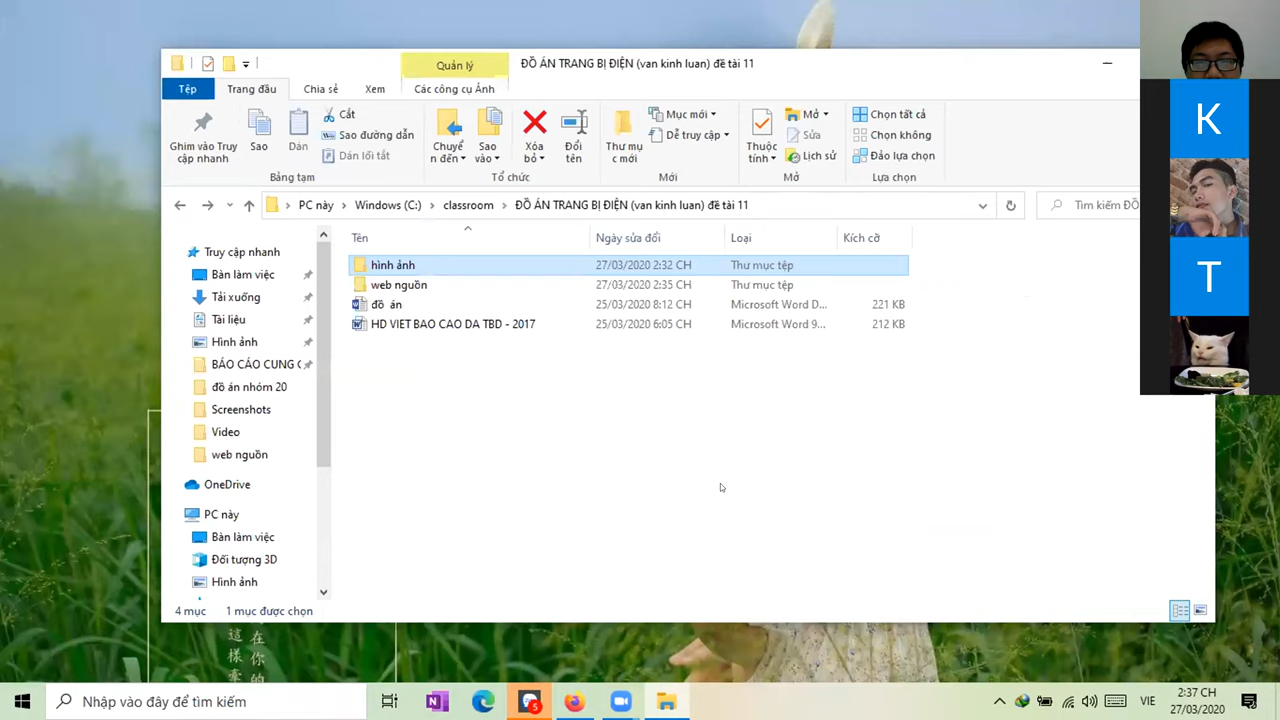 Quản lý
ĐỒ ÁN TRANG BỊ ĐIỆN (van kinh luan) đề tài 11
Tệp
Trang đầu
Chia sẻ
Xem
Các công cụ Ảnh
Ghim vào Truy cập nhanh
Sao
Dán
Cắt
Sao đường dẫn
Dán lối tắt
Bảng tạm
Chuyển đến
Sao vào
Xóa bỏ
Đổi tên
Tổ chức
Thư mục mới
Mục mới
Dễ truy cập
Mới
Thuộc tính
Mở
Sửa
Lịch sử
Mở
Chọn tất cả
Chọn không
Đảo lựa chọn
Lựa chọn
PC này > Windows (C:) > classroom > ĐỒ ÁN TRANG BỊ ĐIỆN (van kinh luan) đề tài 11
Tìm kiếm ĐỒ
Tên Ngày sửa đổi Loại Kích cỡ
hình ảnh 27/03/2020 2:32 CH Thư mục tệp
web nguồn 27/03/2020 2:35 CH Thư mục tệp
đồ án 25/03/2020 8:12 CH Microsoft Word D... 221 KB
HD VIET BAO CAO DA TBD - 2017 25/03/2020 6:05 CH Microsoft Word 9... 212 KB
Truy cập nhanh
Bàn làm việc
Tải xuống
Tài liệu
Hình ảnh
BÁO CÁO CUNG C
đồ án nhóm 20
Screenshots
Video
web nguồn
OneDrive
PC này
Bàn làm việc
Đối tượng 3D
Hình ảnh
4 mục 1 mục được chọn
K
T
在你的
這樣
Nhập vào đây để tìm kiếm
N
5
VIE
2:37 CH
27/03/2020